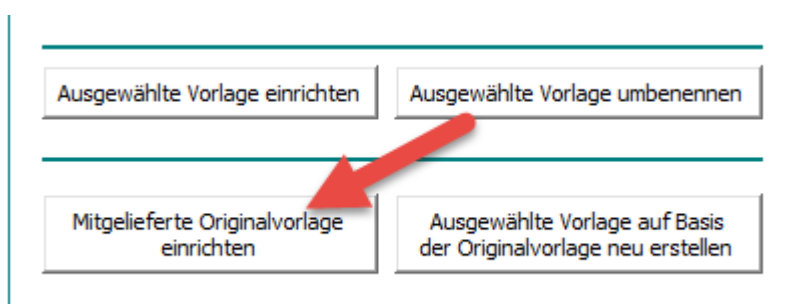 Ausgewählte Vorlage einrichten
Ausgewählte Vorlage umbenennen
Mitgelieferte Originalvorlage
einrichten
Ausgewählte Vorlage auf Basis
der Originalvorlage neu erstellen